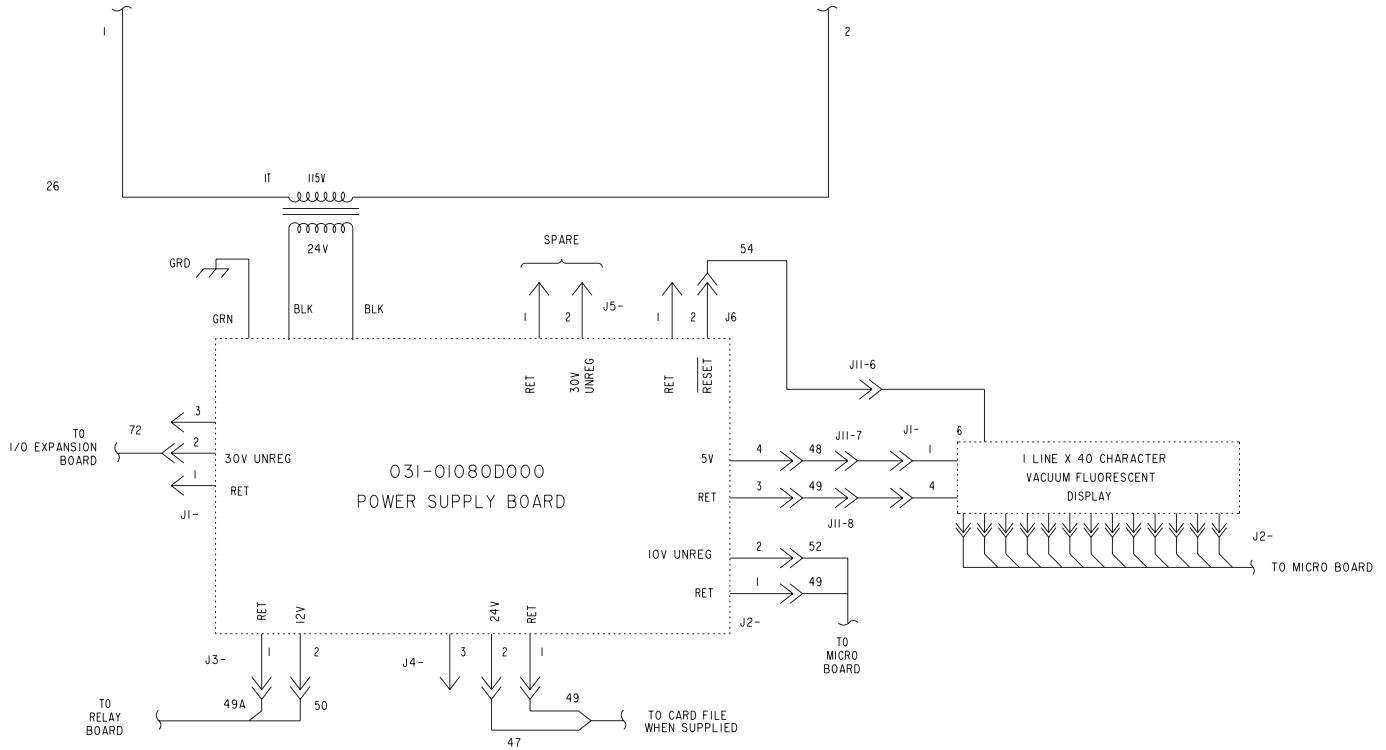 1
2
26
1T 115V
24V
GRD
GRN
BLK
BLK
SPARE
1
2
J5-
1
2
J6
54
RET
30V
UNREG
RET
RESET
J11-6
TO
I/O EXPANSION
BOARD
72
3
2
1
30V UNREG
RET
J1-
031-01080D000
POWER SUPPLY BOARD
5V
4
48
J11-7
J1-
1
6
RET
3
49
J11-8
4
1 LINE X 40 CHARACTER
VACUUM FLUORESCENT
DISPLAY
J2-
TO MICRO BOARD
10V UNREG
2
52
RET
1
49
J2-
TO
MICRO
BOARD
RET
12V
24V
RET
J3-
1
2
J4-
3
2
1
TO
RELAY
BOARD
49A
50
49
47
TO CARD FILE
WHEN SUPPLIED